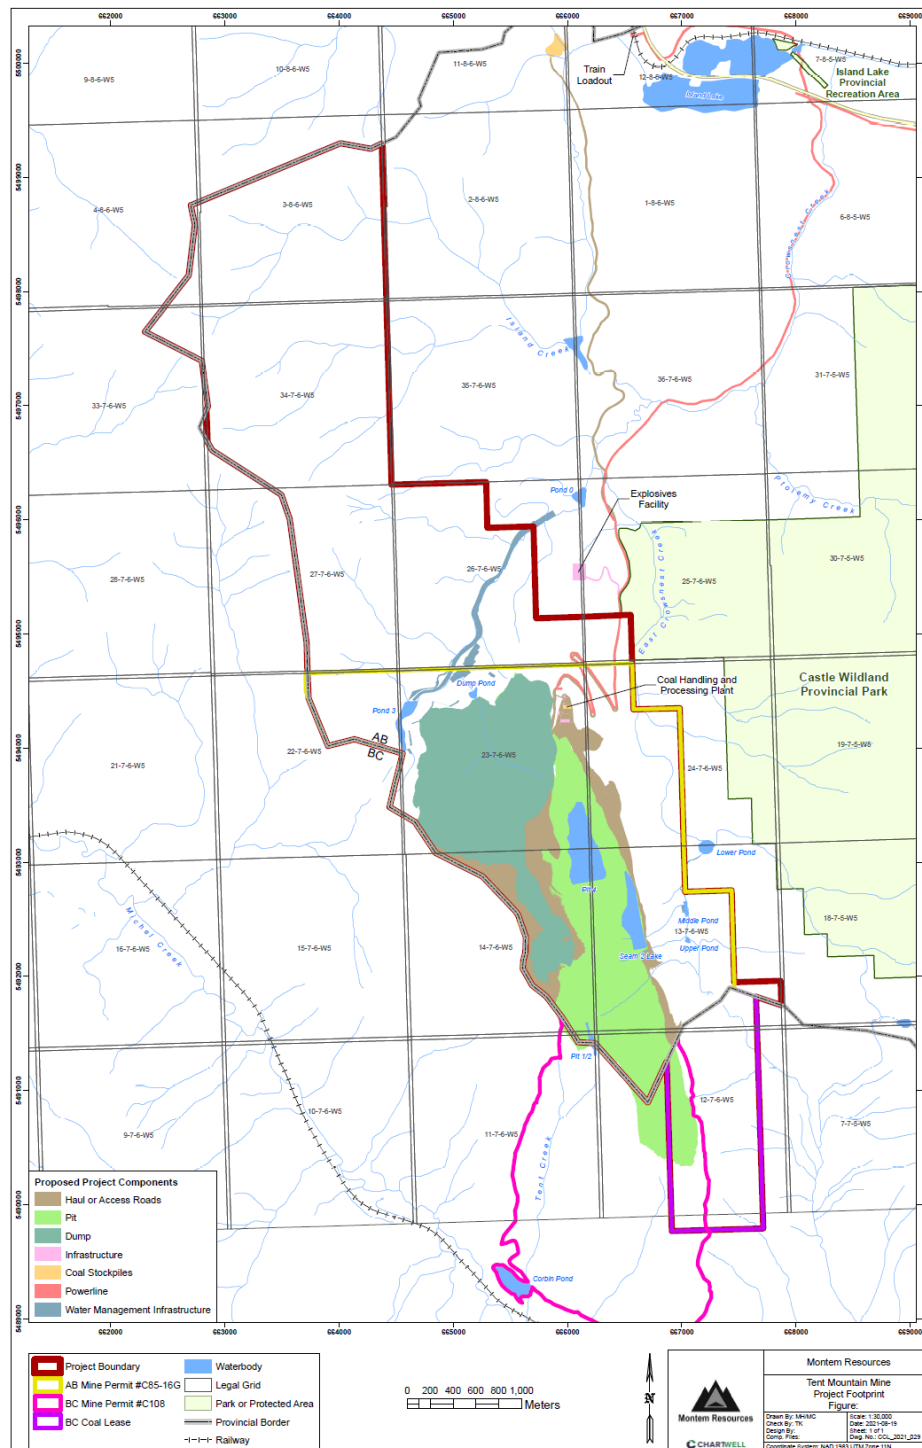 662000 663000 664000 665000 666000 667000 668000 669000
5500000
5499000
5498000
5497000
5496000
5495000
5494000
5493000
5492000
5491000
5490000
5489000
9-8-6-W5
10-8-6-W5
11-8-6-W5
Train
Loadout
12-8-6-W5
7-8-5-W5
Island Lake
Island Lake
Provincial
Recreation Area
4-8-6-W5
3-8-6-W5
2-8-6-W5
1-8-6-W5
6-8-5-W5
Crowsnest Creek
Island Creek
33-7-6-W5
34-7-6-W5
35-7-6-W5
36-7-6-W5
31-7-5-W5
Pond 0
Explosives
Facility
Ptolemy Creek
28-7-6-W5
27-7-6-W5
26-7-6-W5
25-7-6-W5
30-7-5-W5
East Crowsnest Creek
Dump Pond
Coal Handling and
Processing Plant
Castle Wildland
Provincial Park
Pond 3
AB
BC
21-7-6-W5
22-7-6-W5
23-7-6-W5
24-7-6-W5
19-7-5-W5
Lower Pond
Pit 4
Michel Creek
Middle Pond
13-7-6-W5
Upper Pond
18-7-5-W5
16-7-6-W5
15-7-6-W5
14-7-6-W5
Seam 2 Lake
Pit 1/2
9-7-6-W5
10-7-6-W5
11-7-6-W5
12-7-6-W5
7-7-5-W5
Tent Creek
Corbin Pond
Proposed Project Components
Haul or Access Roads
Pit
Dump
Infrastructure
Coal Stockpiles
Powerline
Water Management Infrastructure
662000 663000 664000 665000 666000 667000 668000 669000
Project Boundary
AB Mine Permit #C85-16G
BC Mine Permit #C108
BC Coal Lease
Waterbody
Legal Grid
Park or Protected Area
Provincial Border
Railway
0 200 400 600 800 1,000
Meters
N
Montem Resources
Montem Resources
Tent Mountain Mine
Project Footprint
Figure:
Drawn By: MH/MC
Check By: TK
Design By:
Comp. Files:
Scale: 1:30,000
Date: 2021-08-19
Sheet: 1 of 1
Dwg. No.: CCL_2021_029
CHARTWELL
Coordinate System: NAD 1983 UTM Zone 11N